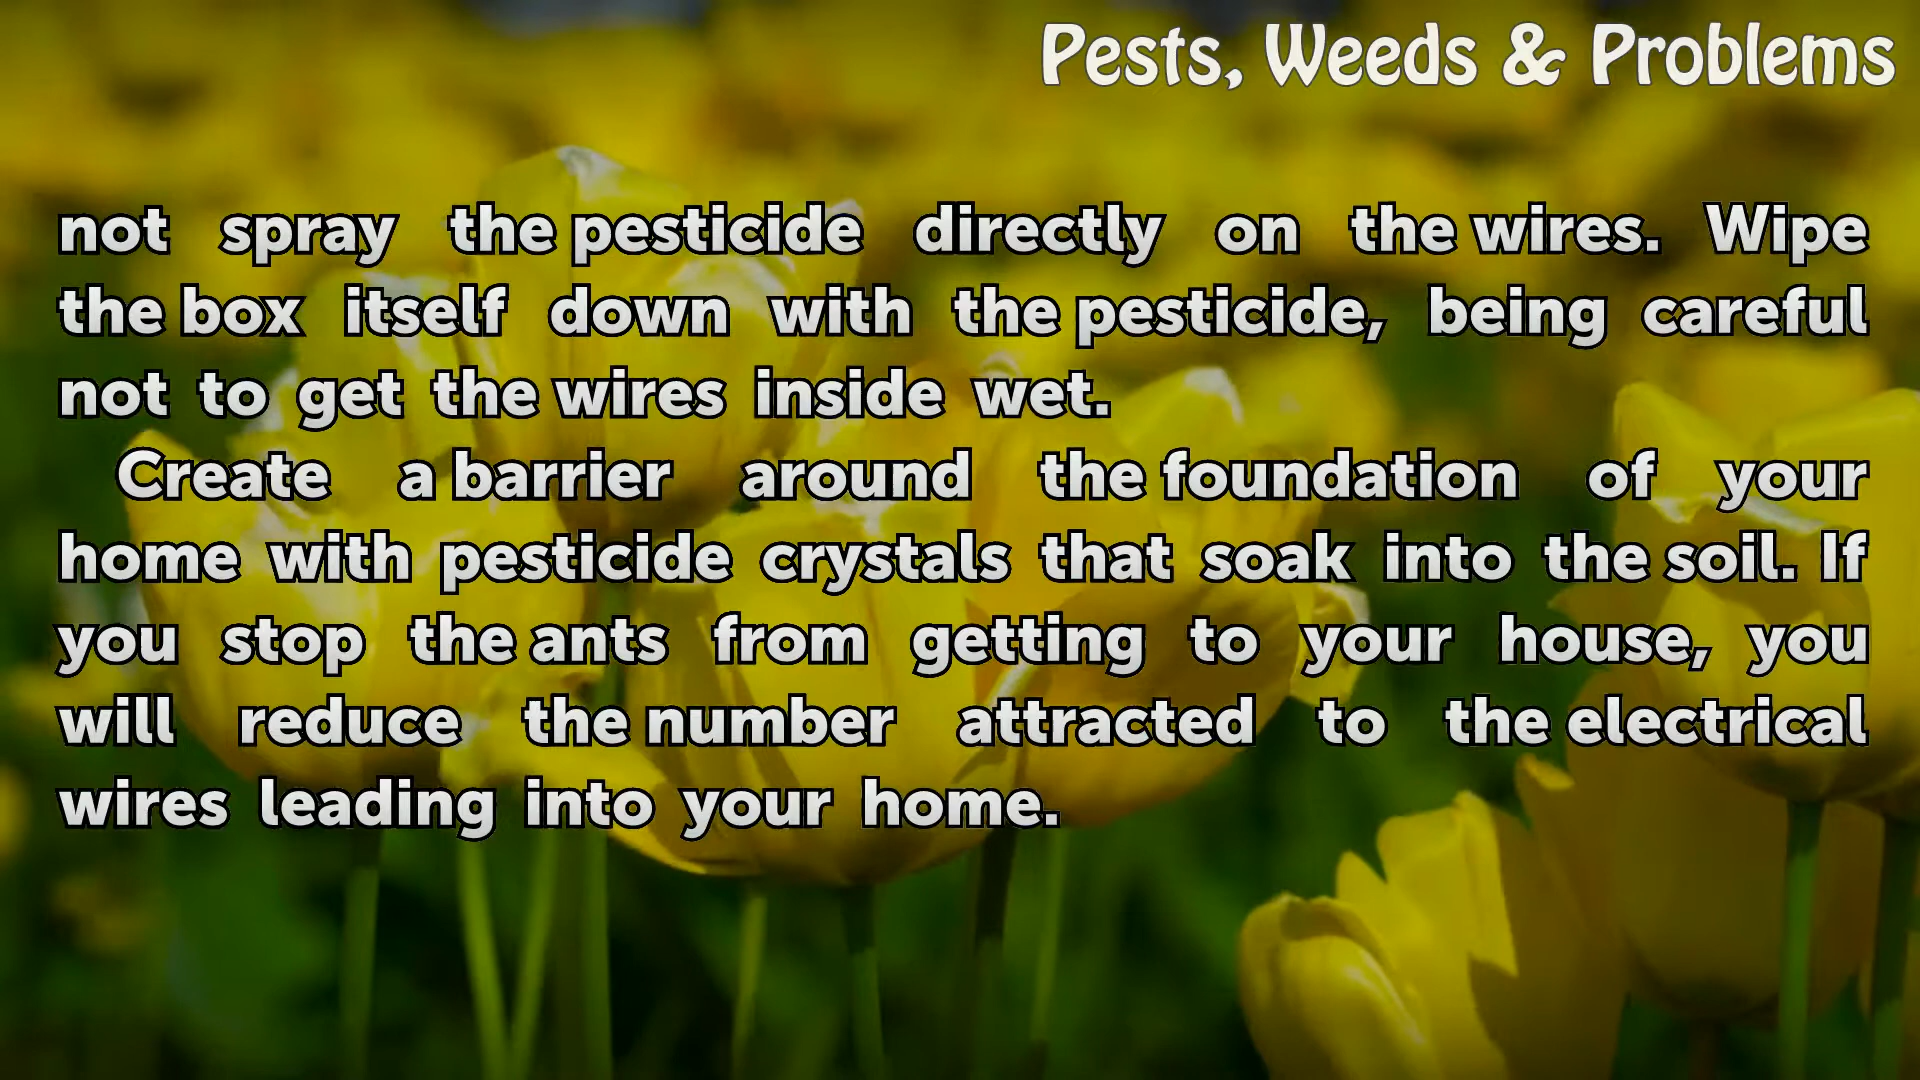 Pests, Weeds & Problems
not spray the pesticide directly on the wires. Wipe
the box itself down with the pesticide, being careful
not to get the wires inside wet.
Create a barrier around the foundation of your
home with pesticide crystals that soak into the soil. If
you stop the ants from getting to your house, you
will reduce the number attracted to the electrical
wires leading into your home.